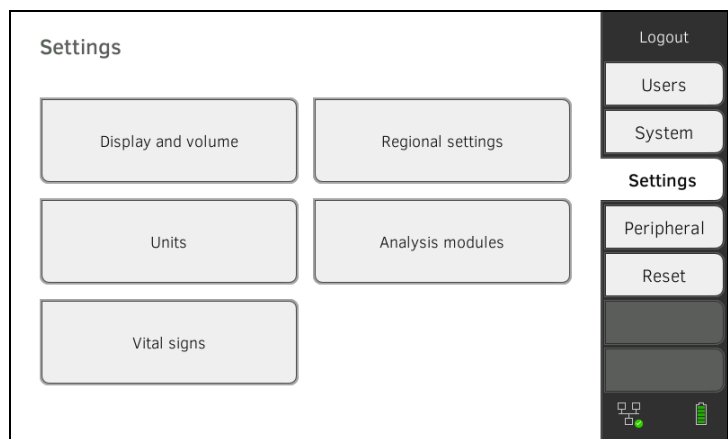 Settings
Display and volume
Regional settings
Units
Analysis modules
Vital signs
Logout
Users
System
Settings
Peripheral
Reset